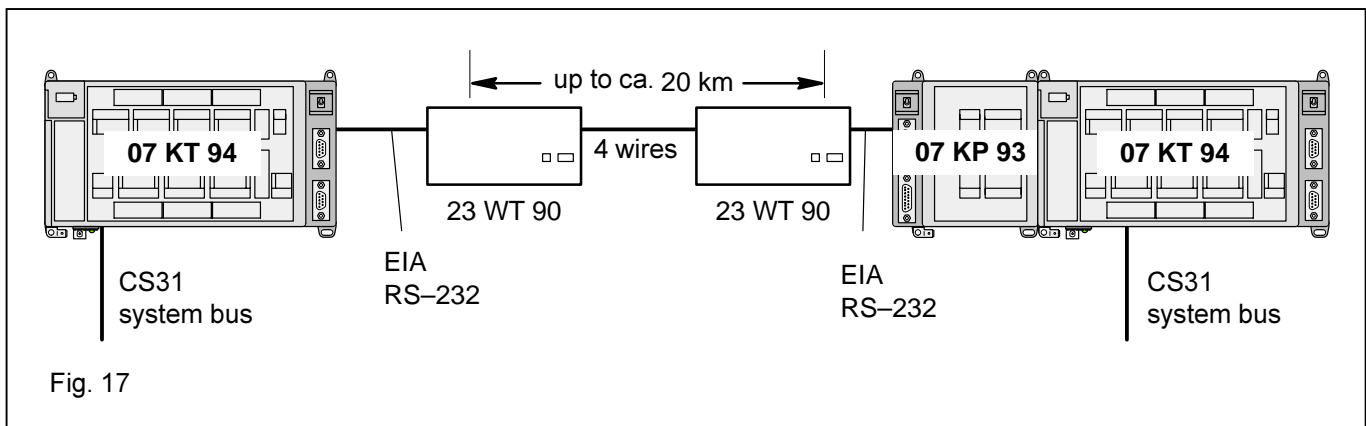 up to ca. 20 km
07 KT 94
4 wires
07 KP 93
07 KT 94
23 WT 90
23 WT 90
EIA
RS–232
EIA
RS–232
CS31
system bus
CS31
system bus
Fig. 17